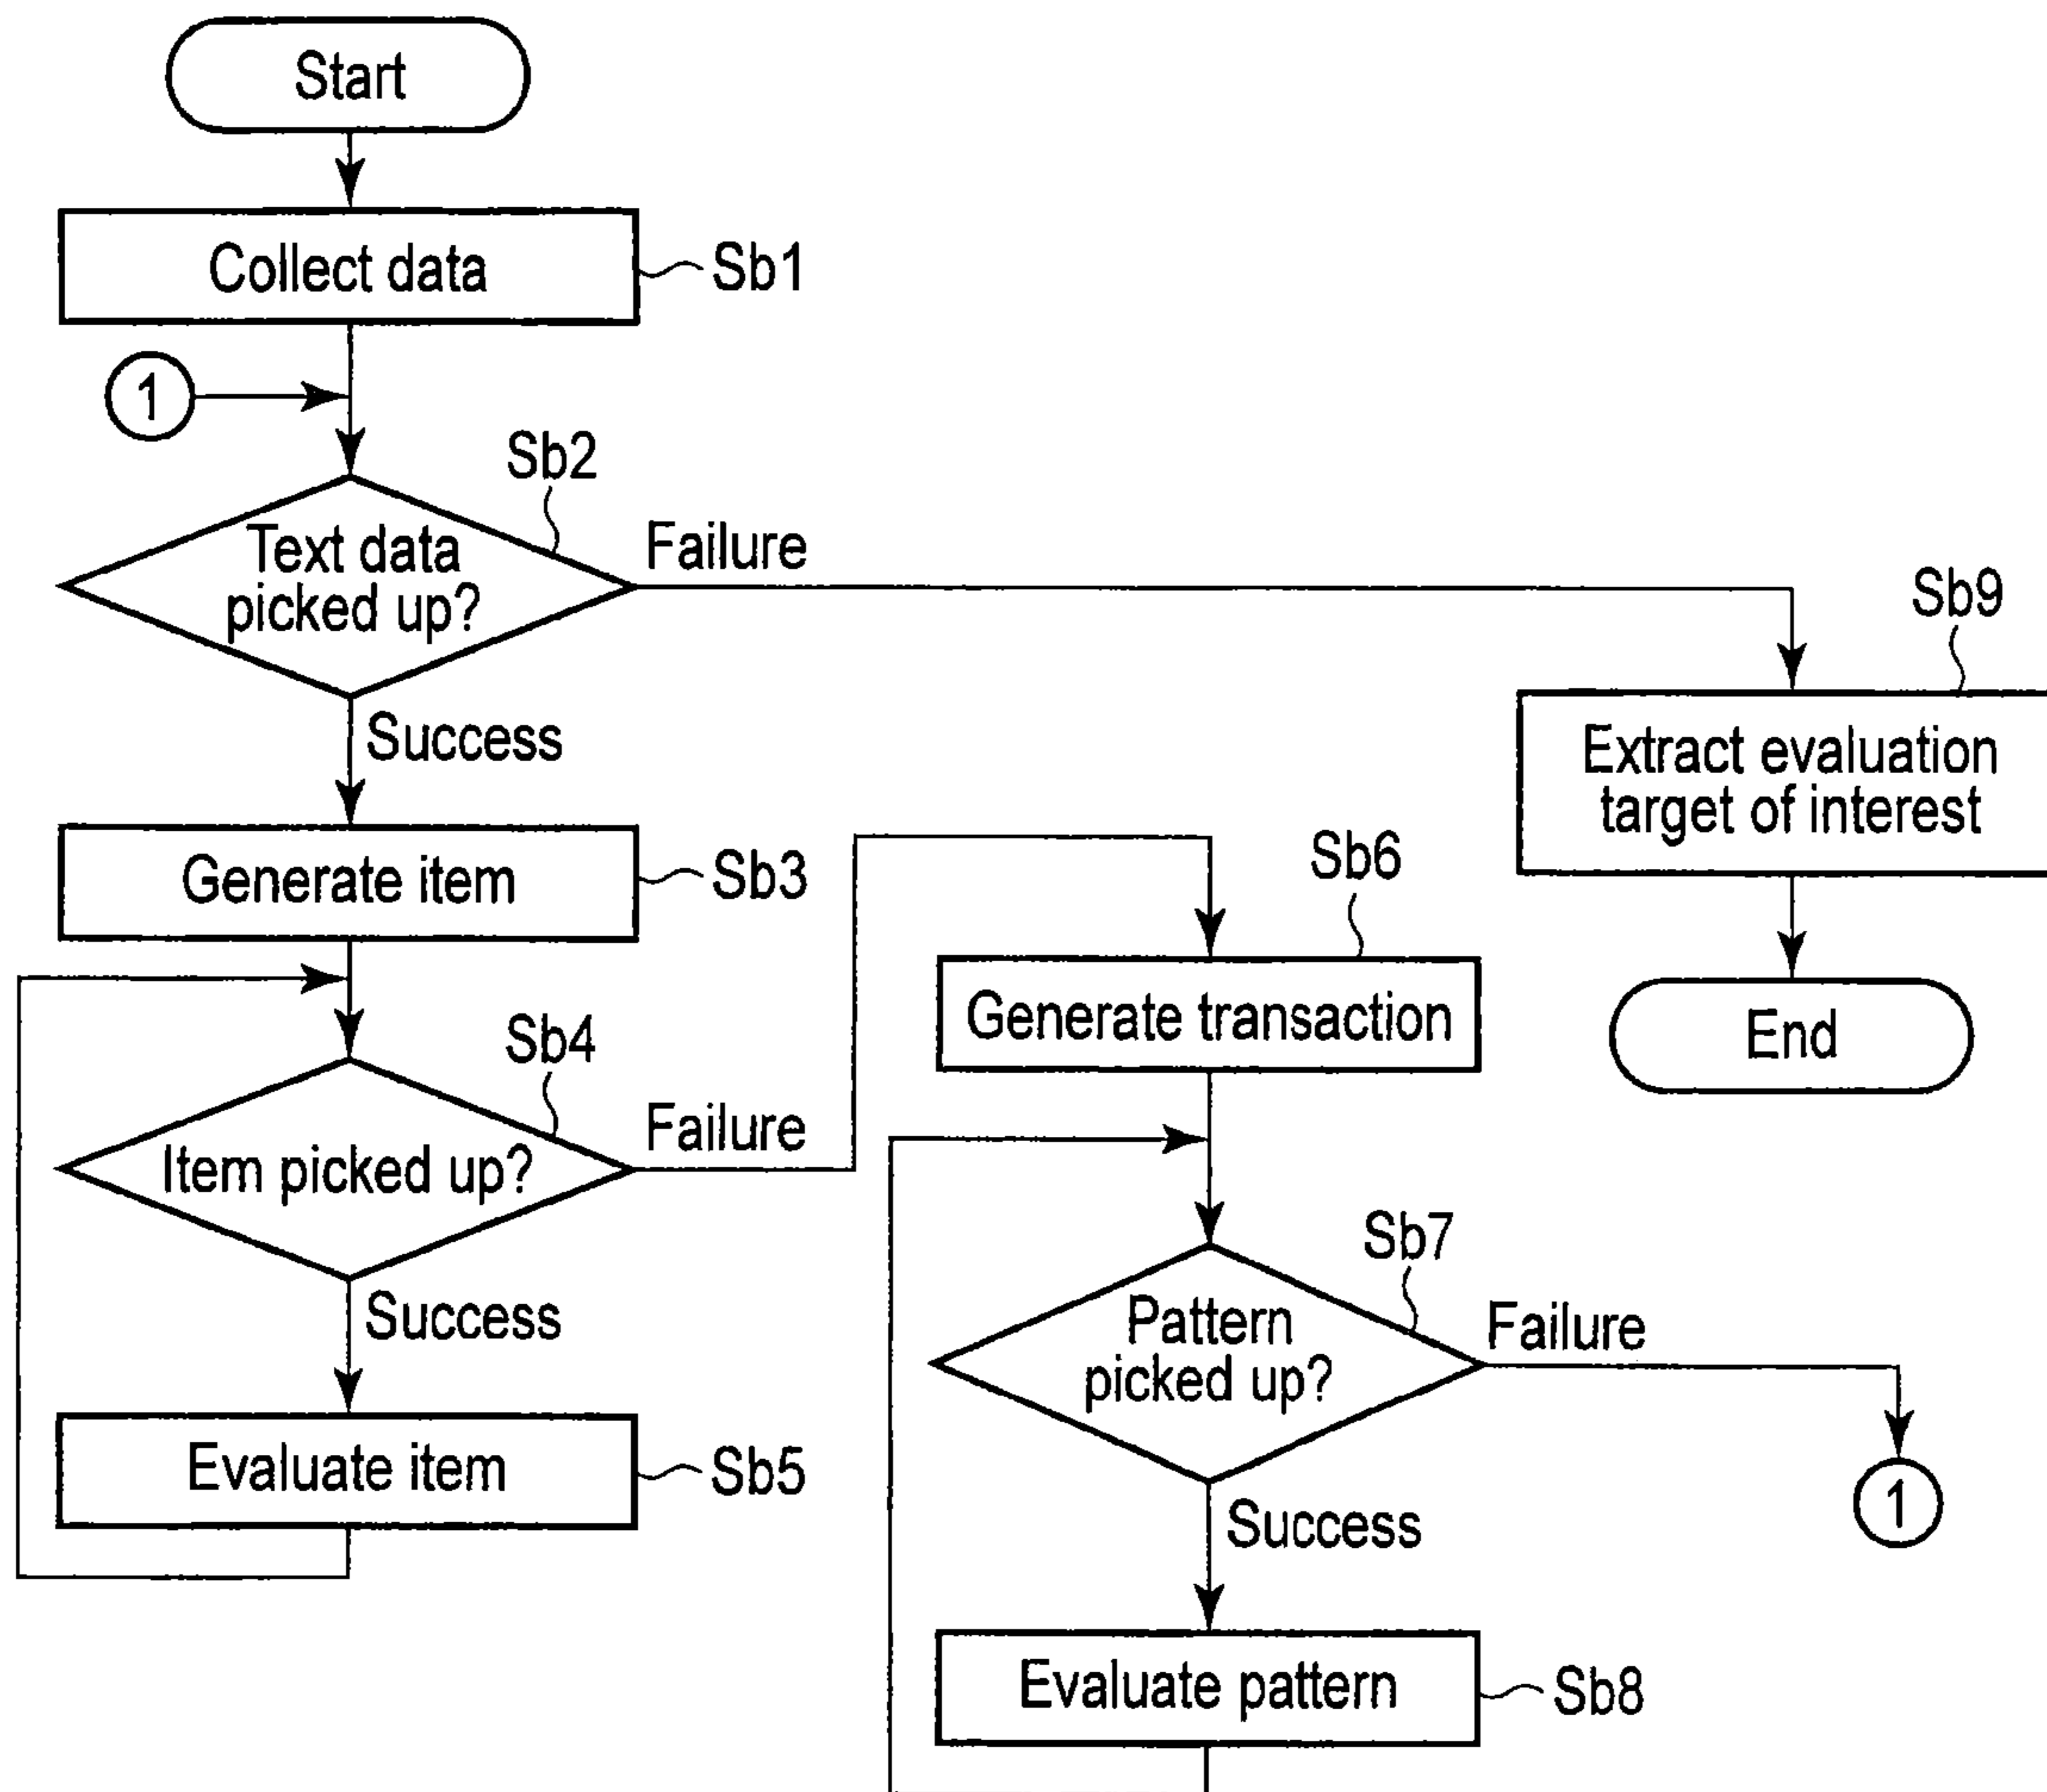 Start
Collect data
Sb1
1
Sb2
Text data
picked up?
Failure
Success
Sb9
Extract evaluation
target of interest
End
Generate item
Sb3
Sb4
Item picked up?
Failure
Success
Evaluate item
Sb5
Sb6
Generate transaction
Sb7
Pattern
picked up?
Failure
1
Success
Evaluate pattern
Sb8